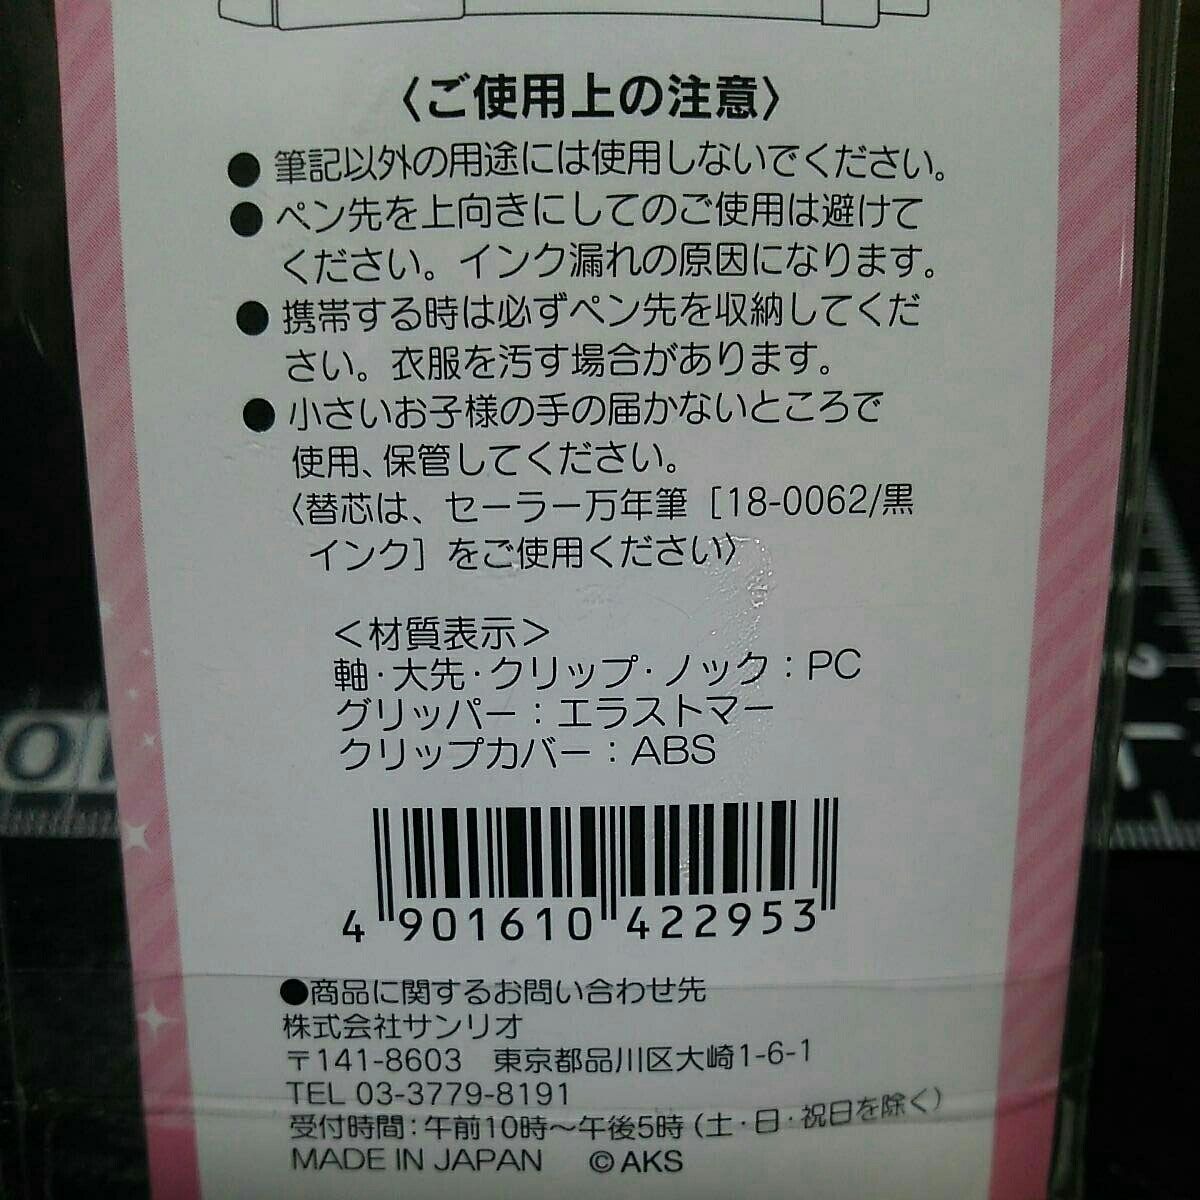 〈ご使用上の注意〉
●筆記以外の用途には使用しないでください。
●ペン先を上向きにしてのご使用は避けて
ください。インク漏れの原因になります。
●携帯する時は必ずペン先を収納してくだ
さい。衣服を汚す場合があります。
●小さいお子様の手の届かないところで
使用、保管してください。
〈替芯は、セーラー万年筆［18-0062/黒
インク］をご使用ください〉
＜材質表示＞
軸・大先・クリップ・ノック：PC
グリッパー：エラストマー
クリップカバー：ABS
4 901610 422953
●商品に関するお問い合わせ先
株式会社サンリオ
〒141-8603　東京都品川区大崎1-6-1
TEL 03-3779-8191
受付時間：午前10時～午後5時（土・日・祝日を除く）
MADE IN JAPAN　©AKS